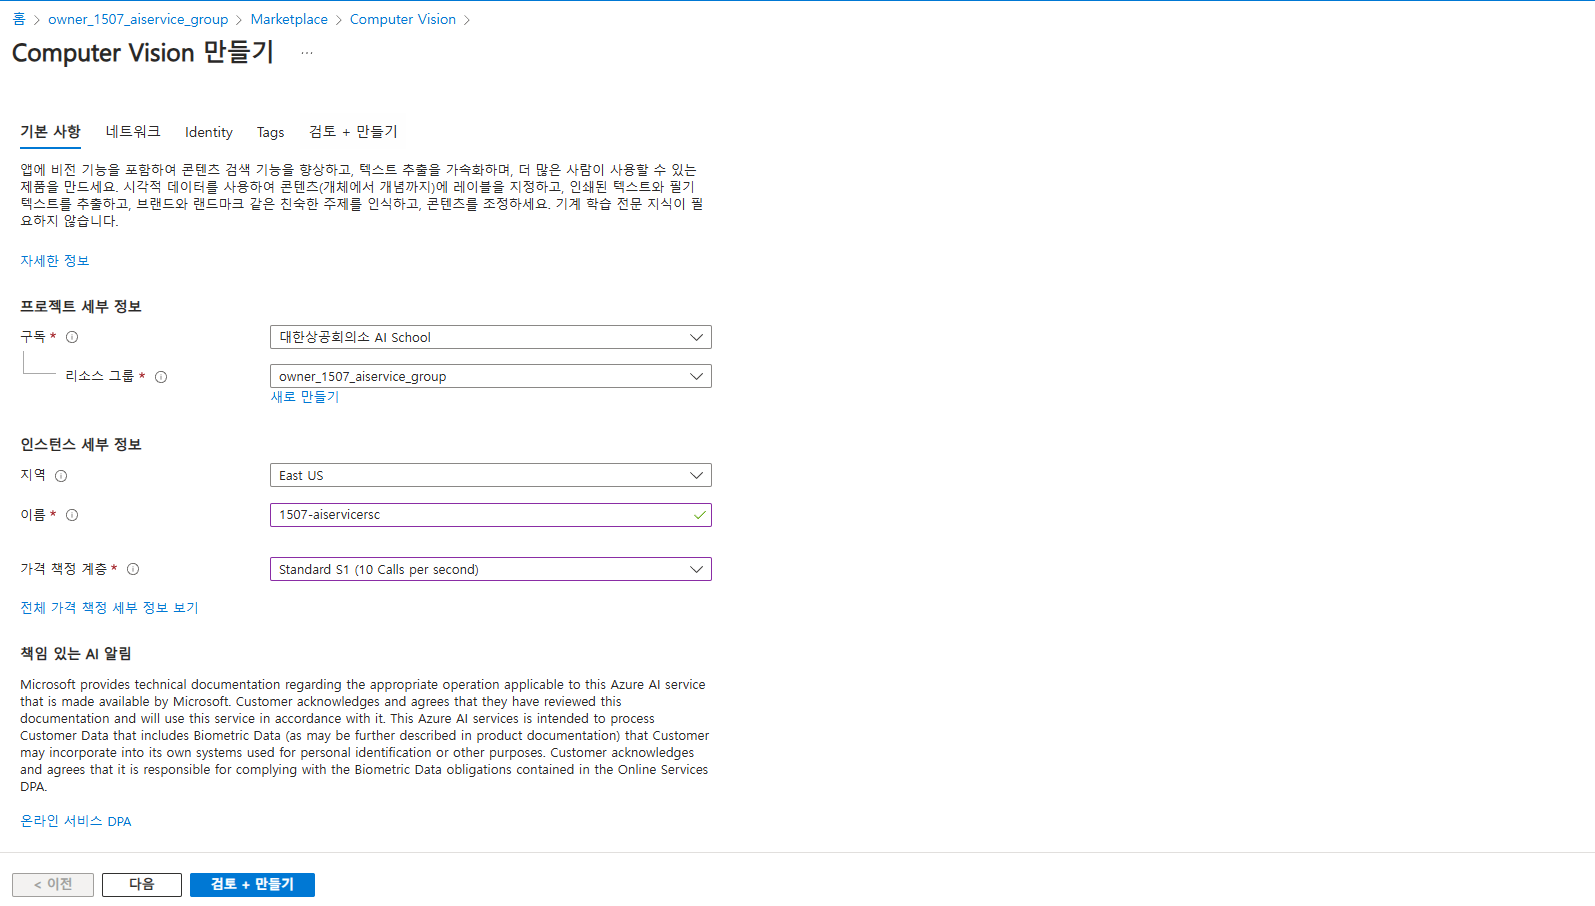 홈 > owner_1507_aiservice_group > Marketplace > Computer Vision >
Computer Vision 만들기 ...
기본 사항 네트워크 Identity Tags 검토 + 만들기
앱에 비전 기능을 포함하여 콘텐츠 검색 기능을 향상하고, 텍스트 추출을 가속화하며, 더 많은 사람이 사용할 수 있는
제품을 만드세요. 시각적 데이터를 사용하여 콘텐츠(개체에서 개념까지)에 레이블을 지정하고, 인쇄된 텍스트와 필기
텍스트를 추출하고, 브랜드와 랜드마크 같은 친숙한 주제를 인식하고, 콘텐츠를 조정하세요. 기계 학습 전문 지식이 필
요하지 않습니다.
자세한 정보
프로젝트 세부 정보
구독 * 대한상공회의소 AI School
리소스 그룹 * owner_1507_aiservice_group
새로 만들기
인스턴스 세부 정보
지역 East US
이름 * 1507-aiservicersc
가격 책정 계층 * Standard S1 (10 Calls per second)
전체 가격 책정 세부 정보 보기
책임 있는 AI 알림
Microsoft provides technical documentation regarding the appropriate operation applicable to this Azure AI service
that is made available by Microsoft. Customer acknowledges and agrees that they have reviewed this
documentation and will use this service in accordance with it. This Azure AI services is intended to process
Customer Data that includes Biometric Data (as may be further described in product documentation) that Customer
may incorporate into its own systems used for personal identification or other purposes. Customer acknowledges
and agrees that it is responsible for complying with the Biometric Data obligations contained in the Online Services
DPA.
온라인 서비스 DPA
< 이전 다음 검토 + 만들기